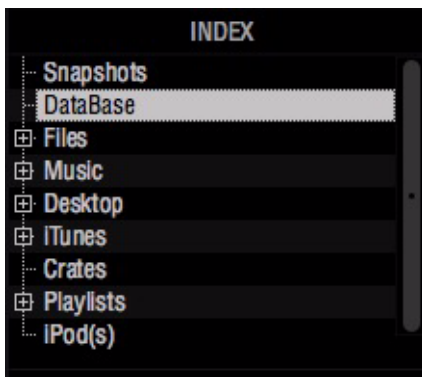 INDEX
Snapshots
DataBase
Files
Music
Desktop
iTunes
Crates
Playlists
iPod(s)